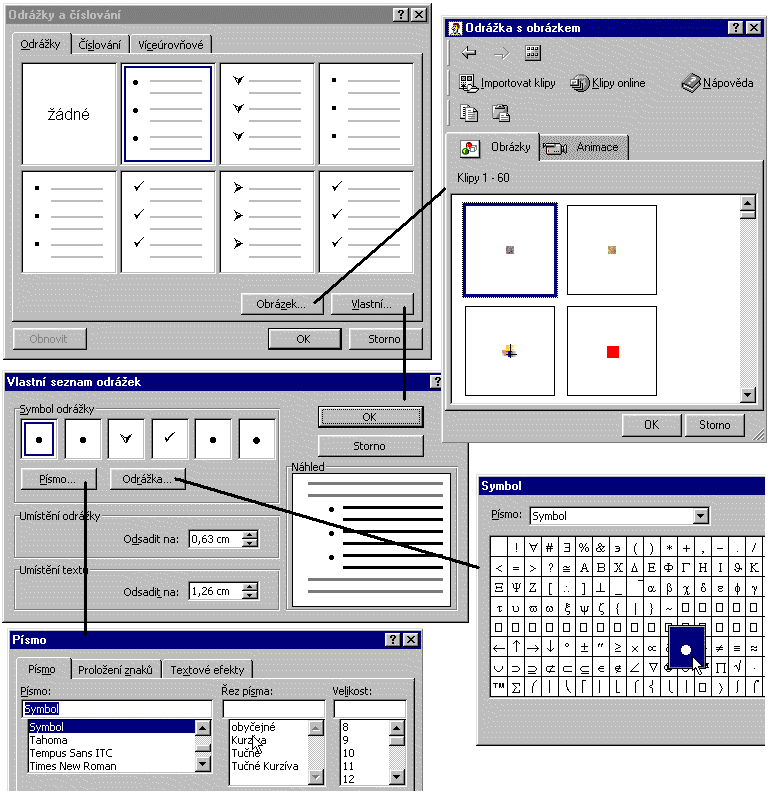 Odrážky a číslování
Odrážky Číslování Víceúrovňové
žádné
Obrázek... Vlastní...
Obnovit OK Storno
Odrážka s obrázkem
Importovat klipy Klipy online Nápověda
Obrázky Animace
Klipy 1 - 60
OK Storno
Vlastní seznam odrážek
Symbol odrážky
OK
Storno
Písmo... Odrážka...
Náhled
Umístění odrážky
Odsadit na: 0,63 cm
Umístění textu
Odsadit na: 1,26 cm
Symbol
Písmo: Symbol
! ∀ # ∃ % & ϶ ( ) ∗ + , − . /
< = > ? ≅ Α Β Χ Δ Ε Φ Γ Η Ι ϑ Κ
Ξ Ψ Ζ [ ∴ ] ⊥ _ ‾ α β χ δ ε φ γ
τ υ ϖ ω ξ ψ ζ { | } ~
← ↑ → ↓ ° ± ″ ≥ × ∝ ≠ ≡ ≈
∪ ⊃ ⊇ ⊄ ⊂ ⊆ ∈ ∉ ∠ ∇ ∏ √ ⋅
™ ∑
Písmo
Písmo Proložení znaků Textové efekty
Písmo: Řez písma: Velikost:
Symbol
Symbol obyčejné 8
Tahoma Kurzíva 9
Tempus Sans ITC Tučné 10
Times New Roman Tučné Kurzíva 11
12